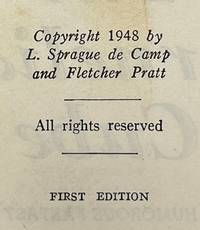 Copyright 1948 by
L. Sprague de Camp
and Fletcher Pratt
All rights reserved
FIRST EDITION